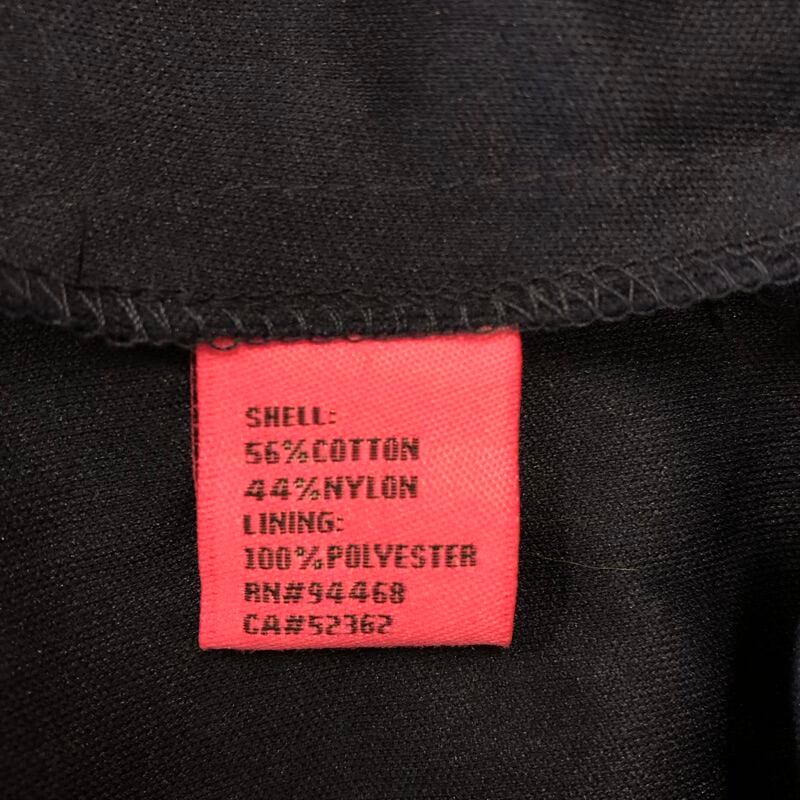 SHELL:
56%COTTON
44%NYLON
LINING:
100%POLYESTER
RN#94468
CA#52362